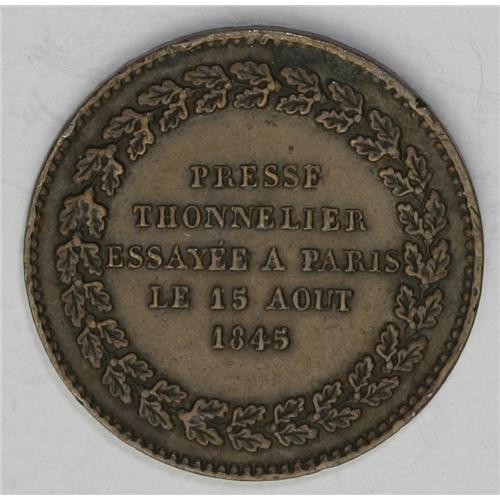 PRESSE
THONNELIER
ESSAYÉE A PARIS
LE 15 AOUT
1845